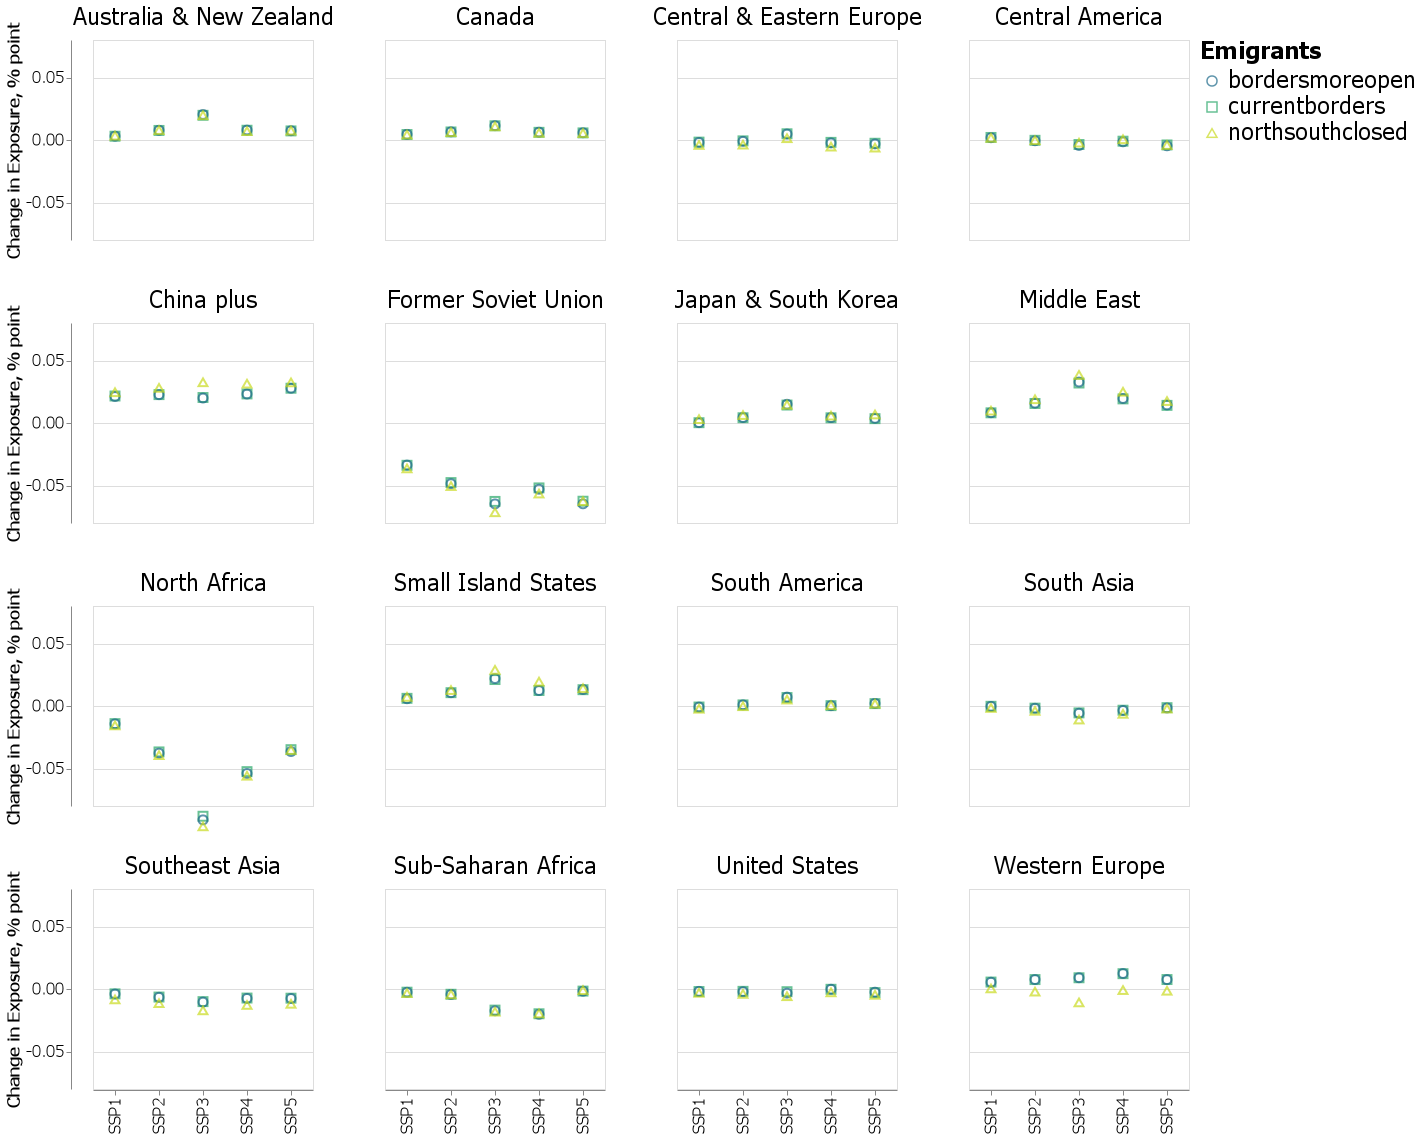 Australia & New Zealand
Canada
Central & Eastern Europe
Central America
Emigrants
bordersmoreopen
currentborders
northsouthclosed
Change in Exposure, % point
0.05
0.00
-0.05
China plus
Former Soviet Union
Japan & South Korea
Middle East
Change in Exposure, % point
0.05
0.00
-0.05
North Africa
Small Island States
South America
South Asia
Change in Exposure, % point
0.05
0.00
-0.05
Southeast Asia
Sub-Saharan Africa
United States
Western Europe
Change in Exposure, % point
0.05
0.00
-0.05
SSP1 SSP2 SSP3 SSP4 SSP5
SSP1 SSP2 SSP3 SSP4 SSP5
SSP1 SSP2 SSP3 SSP4 SSP5
SSP1 SSP2 SSP3 SSP4 SSP5